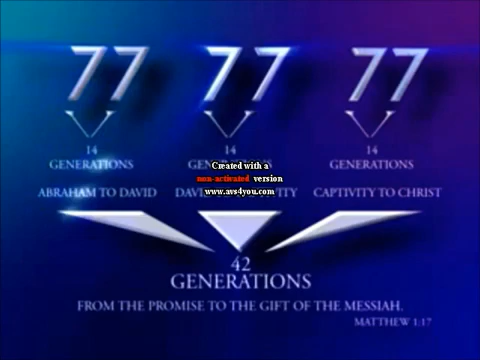 77 77 77
14 14 14
GENERATIONS GENERATIONS
Created with a
non-activated version
www.avs4you.com
ABRAHAM TO DAVID CAPTIVITY TO CHRIST
42
GENERATIONS
FROM THE PROMISE TO THE GIFT OF THE MESSIAH.
MATTHEW 1:17